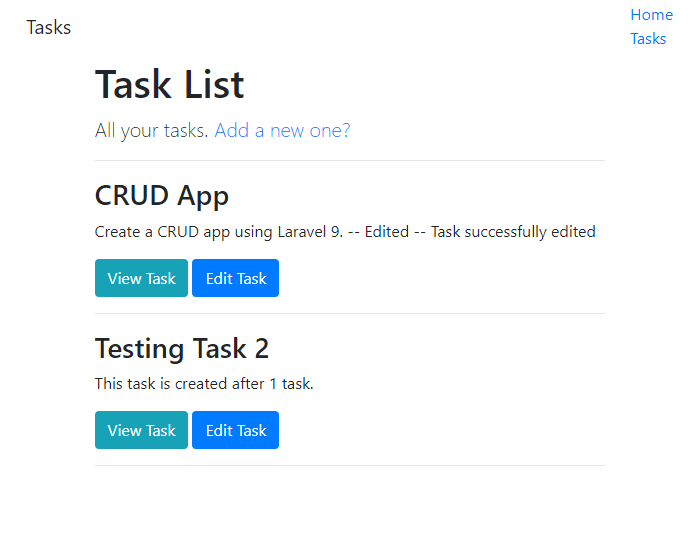 Tasks
Home
Tasks
Task List
All your tasks. Add a new one?
CRUD App
Create a CRUD app using Laravel 9. -- Edited -- Task successfully edited
View Task Edit Task
Testing Task 2
This task is created after 1 task.
View Task Edit Task